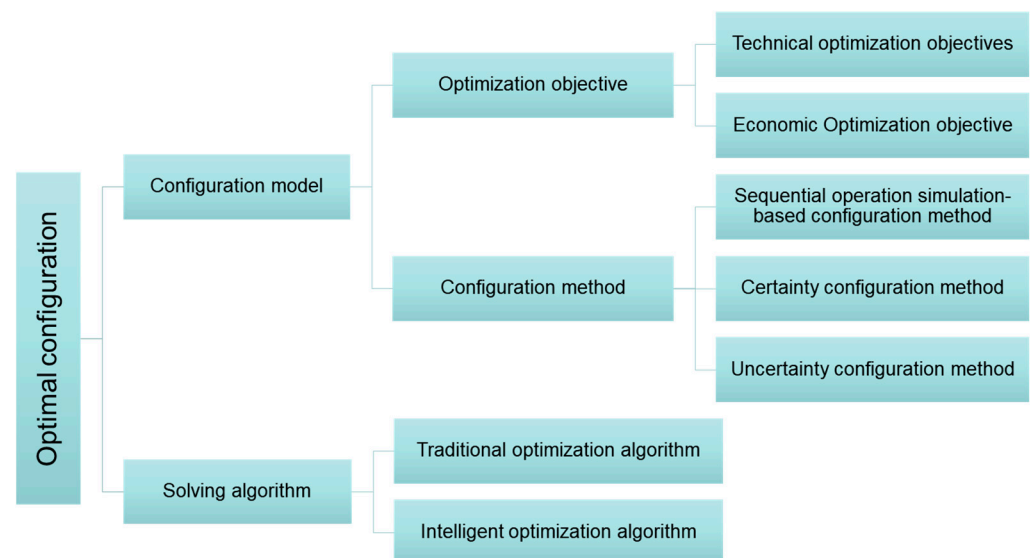 Optimal configuration
Configuration model
Optimization objective
Technical optimization objectives
Economic Optimization objective
Configuration method
Sequential operation simulation-
based configuration method
Certainty configuration method
Uncertainty configuration method
Solving algorithm
Traditional optimization algorithm
Intelligent optimization algorithm